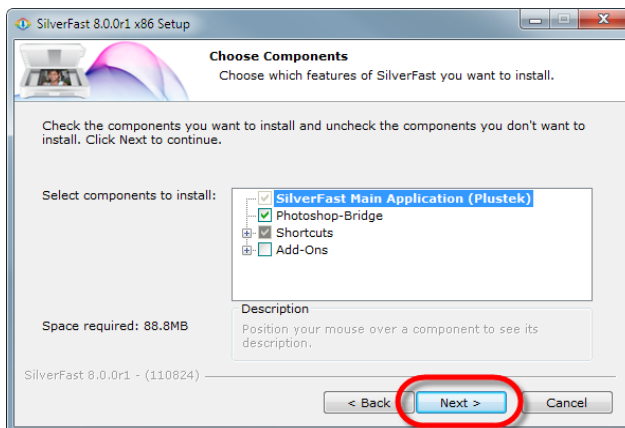 SilverFast 8.0.0r1 x86 Setup
Choose Components
Choose which features of SilverFast you want to install.
Check the components you want to install and uncheck the components you don't want to
install. Click Next to continue.
Select components to install:
SilverFast Main Application (Plustek)
Photoshop-Bridge
Shortcuts
Add-Ons
Space required: 88.8MB
Description
Position your mouse over a component to see its
description.
SilverFast 8.0.0r1 - (110824)
< Back
Next >
Cancel